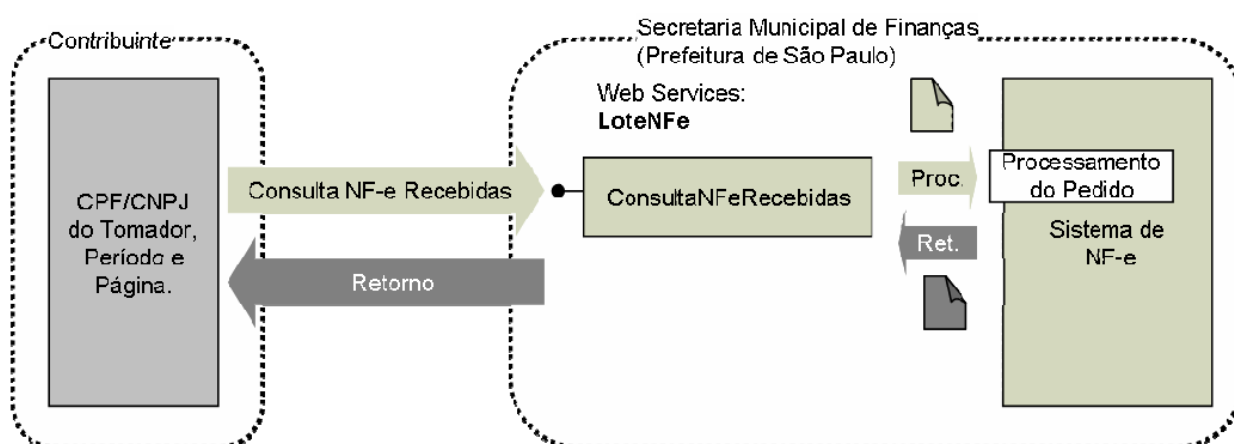 Contribuinte
Secretaria Municipal de Finanças
(Prefeitura de São Paulo)
Web Services:
LoteNFe
CPF/CNPJ
do Tomador,
Período e
Página.
Consulta NF-e Recebidas
Retorno
ConsultaNFeRecebidas
Proc.
Ret.
Processamento
do Pedido
Sistema de
NF-e